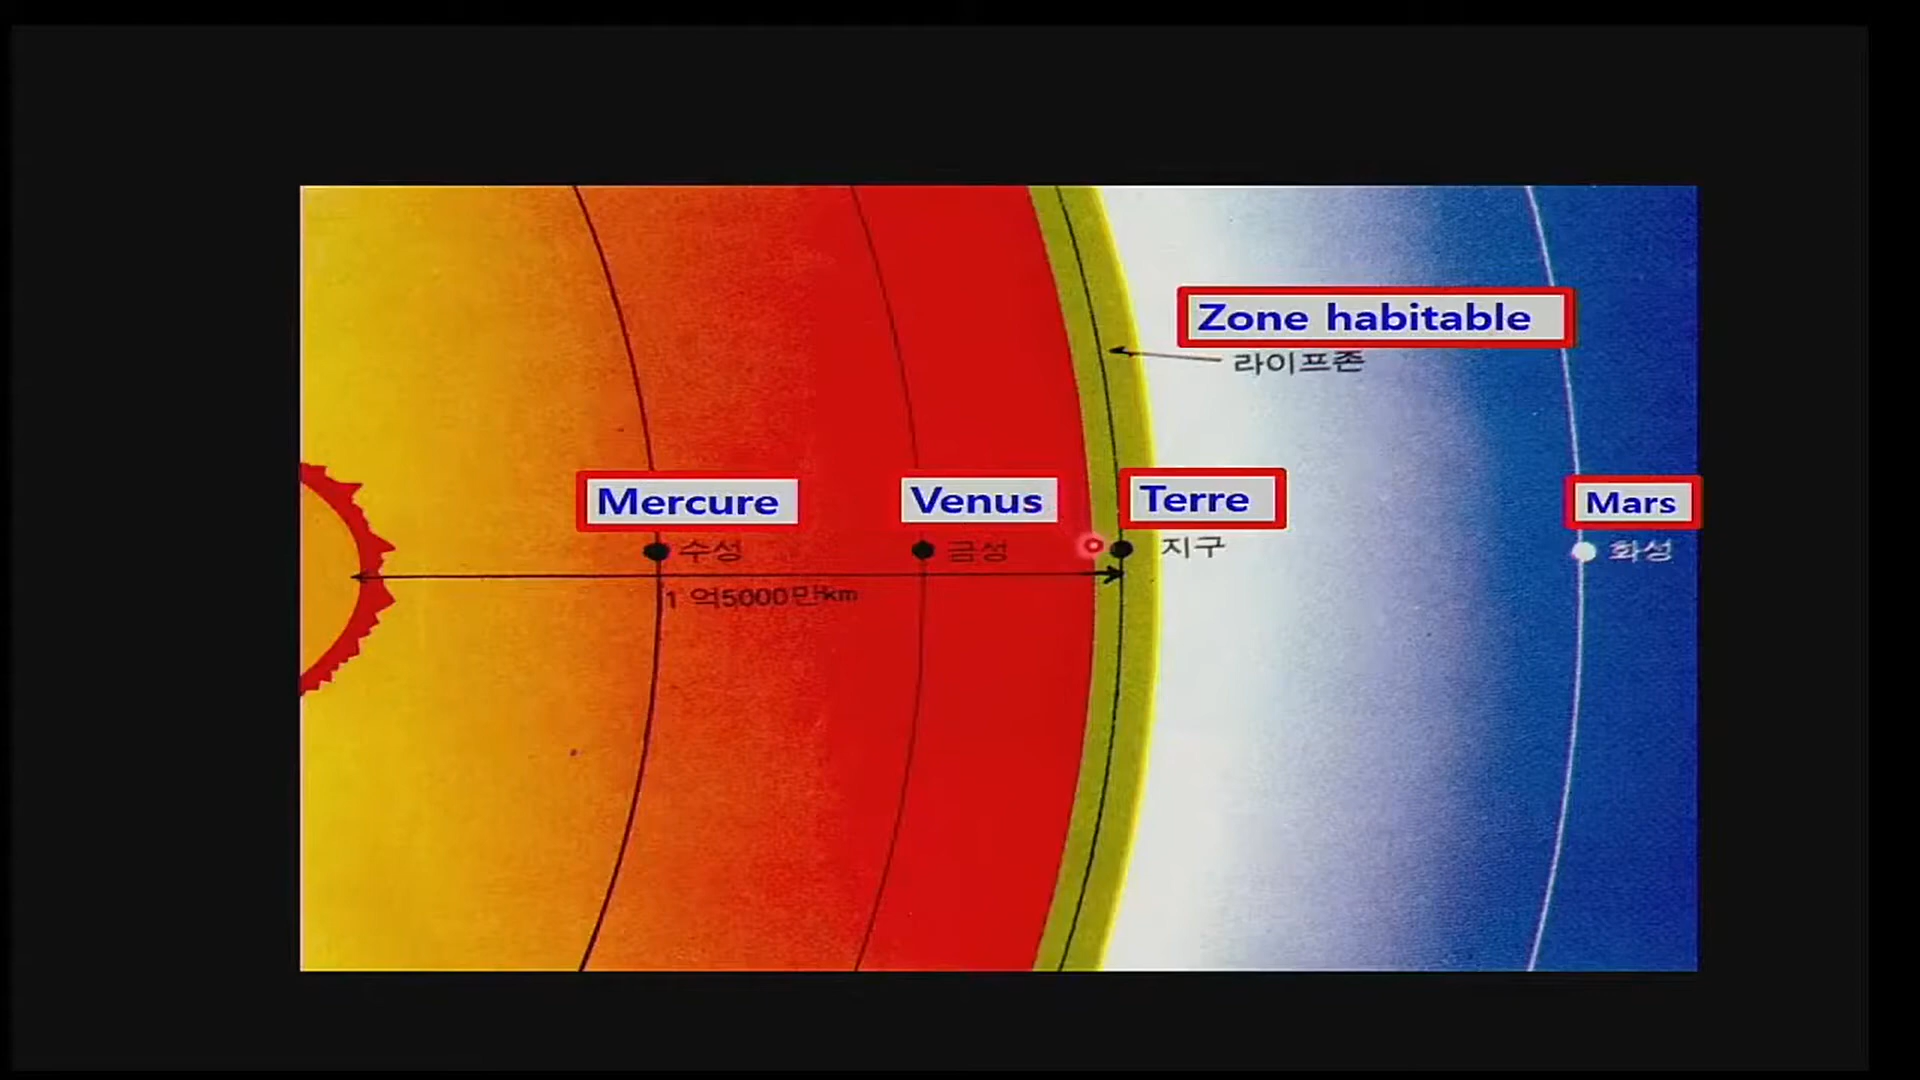 Zone habitable
라이프존
Mercure
Venus
Terre
Mars
수성
금성
지구
화성
1 억5000만km